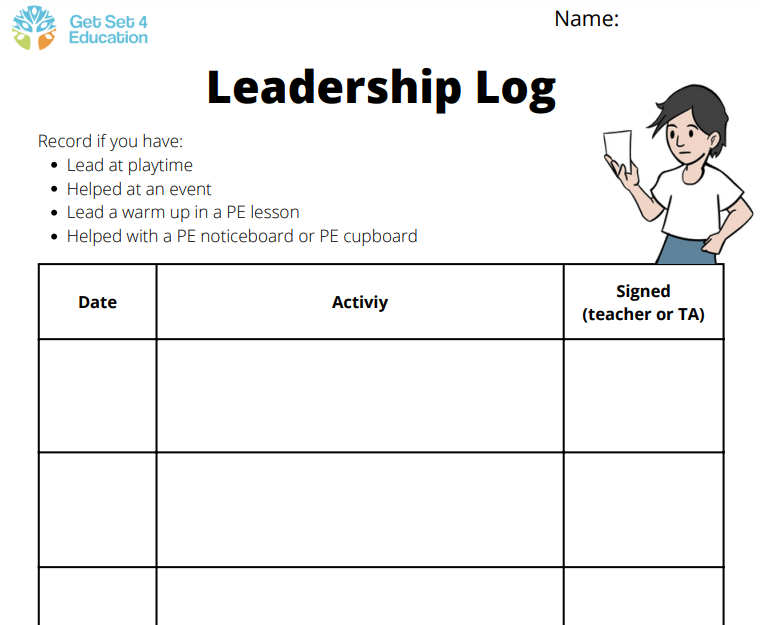 Get Set 4
Education
Name:
Leadership Log
Record if you have:
• Lead at playtime
• Helped at an event
• Lead a warm up in a PE lesson
• Helped with a PE noticeboard or PE cupboard
Date
Activiy
Signed
(teacher or TA)